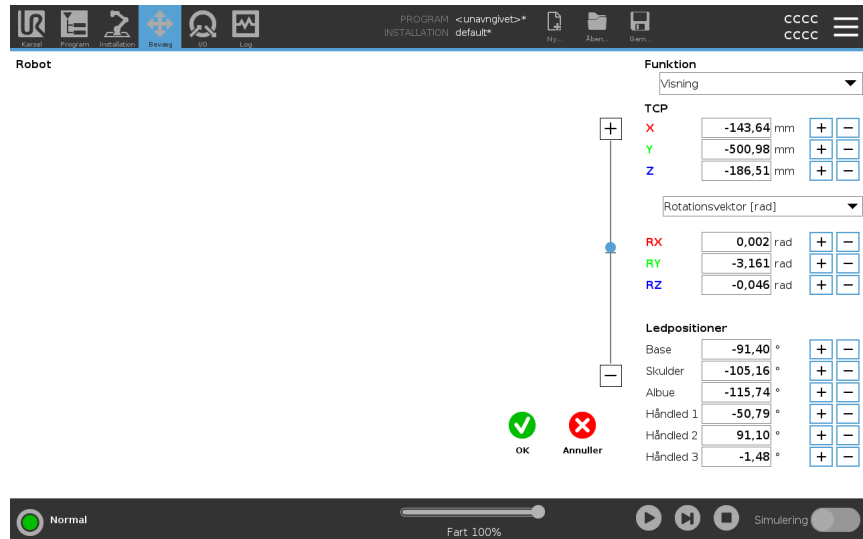 Kørsel Program Installation Bevæg I/O Log
PROGRAM <unavngivet>*
INSTALLATION default*
Ny... Åben... Gem...
CCCC
CCCC
Robot
Funktion
Visning
TCP
X -143,64 mm + −
Y -500,98 mm + −
Z -186,51 mm + −
Rotationsvektor [rad]
RX 0,002 rad + −
RY -3,161 rad + −
RZ -0,046 rad + −
Ledpositioner
Base -91,40 ° + −
Skulder -105,16 ° + −
Albue -115,74 ° + −
Håndled 1 -50,79 ° + −
Håndled 2 91,10 ° + −
Håndled 3 -1,48 ° + −
OK Annuller
Normal
Fart 100%
Simulering